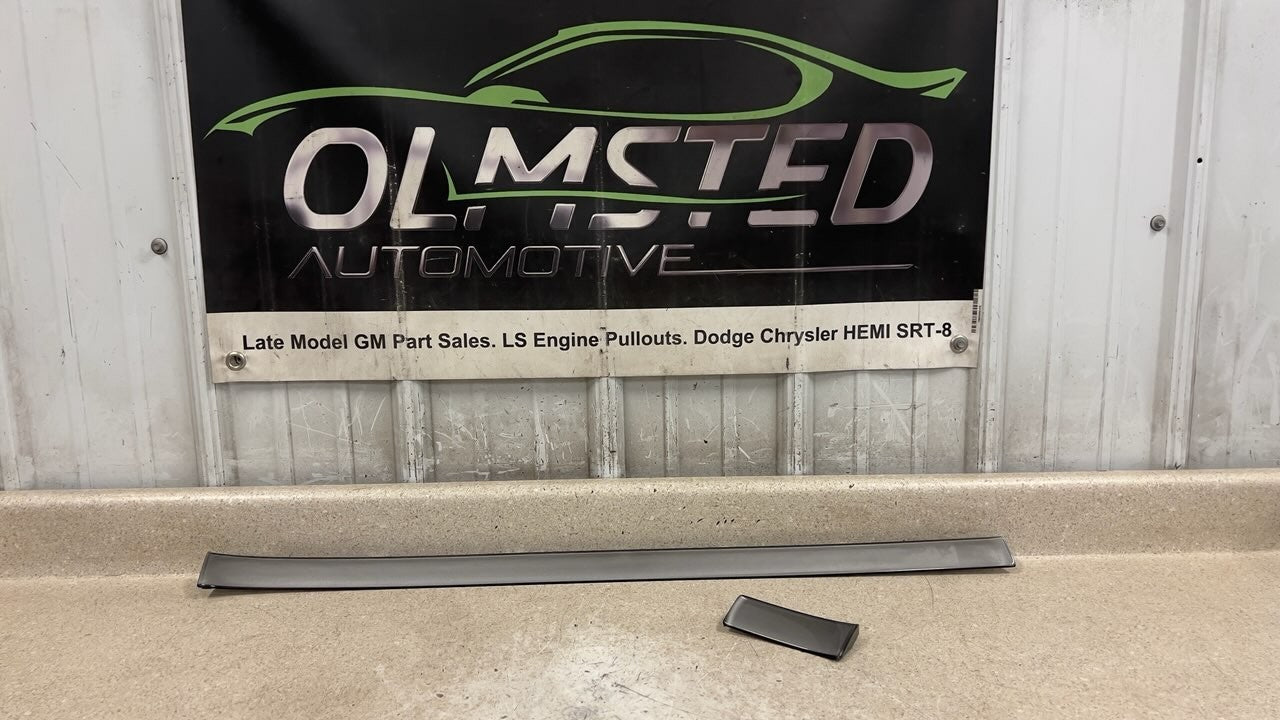 OLMSTED
AUTOMOTIVE
Late Model GM Part Sales. LS Engine Pullouts. Dodge Chrysler HEMI SRT-8